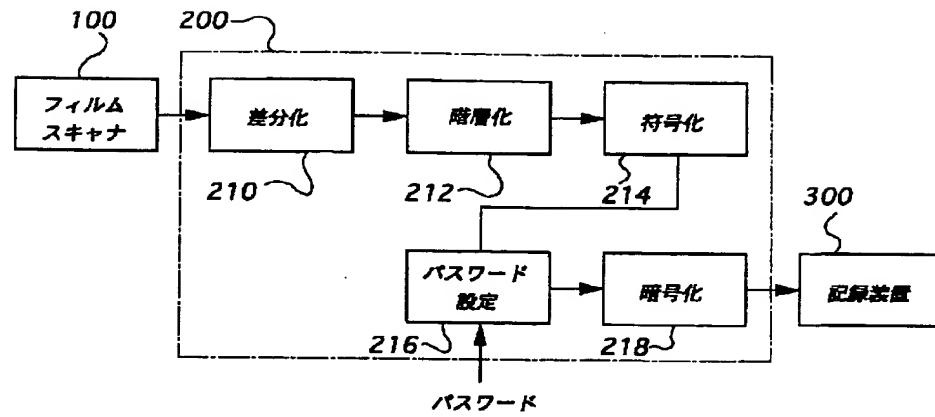 100
200
フィルム
スキャナ
差分化
階層化
符号化
210
212
214
300
パスワード
設定
暗号化
記録装置
216
218
パスワード